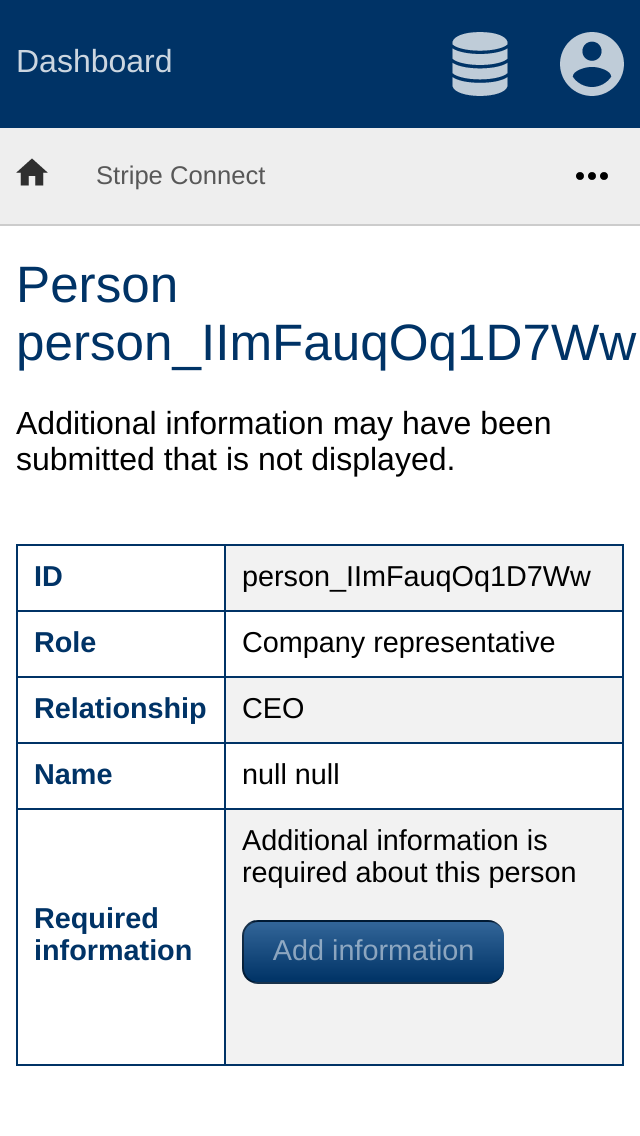 Dashboard
Stripe Connect
Person
person_IImFauqOq1D7Ww
Additional information may have been
submitted that is not displayed.
ID person_IImFauqOq1D7Ww
Role Company representative
Relationship CEO
Name null null
Additional information is
required about this person
Required
information
Add information